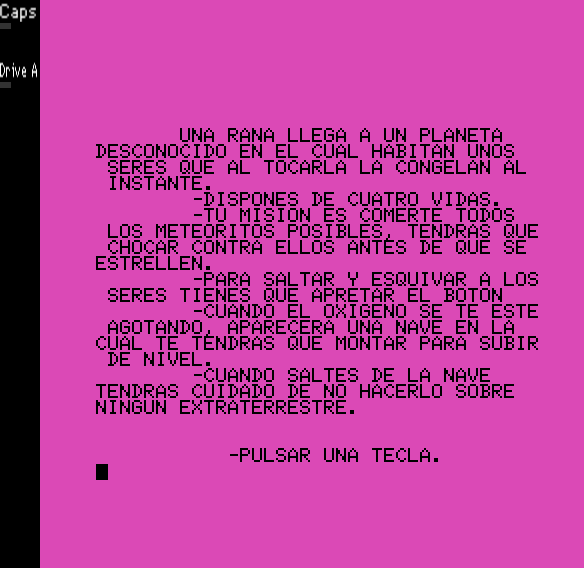 Caps
Drive A
UNA RANA LLEGA A UN PLANETA
DESCONOCIDO EN EL CUAL HABITAN UNOS
SERES QUE AL TOCARLA LA CONGELAN AL
INSTANTE.
-DISPONES DE CUATRO VIDAS.
-TU MISION ES COMERTE TODOS
LOS METEORITOS POSIBLES, TENDRAS QUE
CHOCAR CONTRA ELLOS ANTES DE QUE SE
ESTRELLEN.
-PARA SALTAR Y ESQUIVAR A LOS
SERES TIENES QUE APRETAR EL BOTON
-CUANDO EL OXIGENO SE TE ESTE
AGOTANDO, APARECERA UNA NAVE EN LA
CUAL TE TENDRAS QUE MONTAR PARA SUBIR
DE NIVEL.
-CUANDO SALTES DE LA NAVE
TENDRAS CUIDADO DE NO HACERLO SOBRE
NINGUN EXTRATERRESTRE.
-PULSAR UNA TECLA.